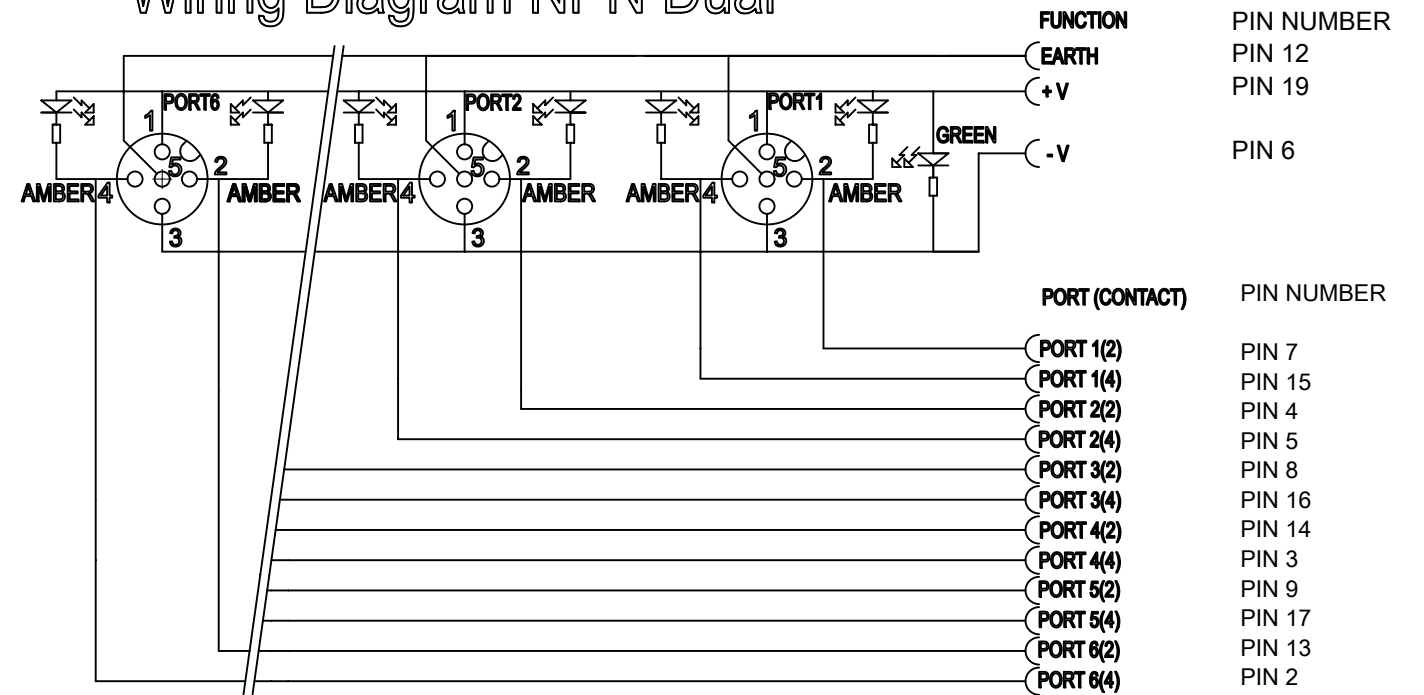 Wiring Diagram NPN Dual
FUNCTION PIN NUMBER
EARTH PIN 12
+ V PIN 19
- V PIN 6
PORT6 PORT2 PORT1
1 1 1
GREEN
5 2 5 2 5 2
AMBER 4 AMBER AMBER 4 AMBER AMBER 4 AMBER
3 3 3
PORT (CONTACT) PIN NUMBER
PORT 1(2) PIN 7
PORT 1(4) PIN 15
PORT 2(2) PIN 4
PORT 2(4) PIN 5
PORT 3(2) PIN 8
PORT 3(4) PIN 16
PORT 4(2) PIN 14
PORT 4(4) PIN 3
PORT 5(2) PIN 9
PORT 5(4) PIN 17
PORT 6(2) PIN 13
PORT 6(4) PIN 2